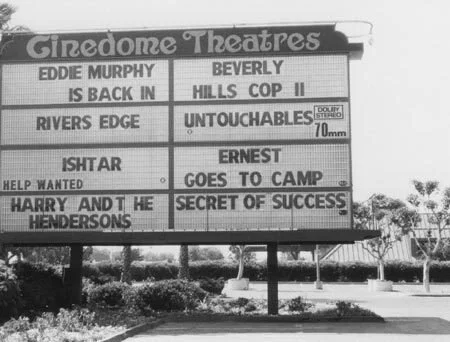 Cinedome Theatres
EDDIE MURPHY
IS BACK IN
BEVERLY
HILLS COP II
RIVERS EDGE
UNTOUCHABLES
DOLBY
STEREO
70mm
ISHTAR
HELP WANTED
ERNEST
GOES TO CAMP
HARRY AND T HE
HENDERSONS
SECRET OF SUCCESS